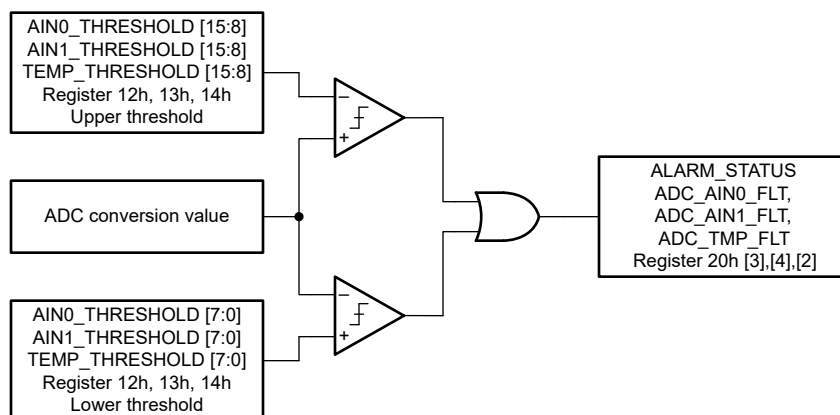 AIN0_THRESHOLD [15:8]
AIN1_THRESHOLD [15:8]
TEMP_THRESHOLD [15:8]
Register 12h, 13h, 14h
Upper threshold
−
+
ADC conversion value
ALARM_STATUS
ADC_AIN0_FLT,
ADC_AIN1_FLT,
ADC_TMP_FLT
Register 20h [3],[4],[2]
−
+
AIN0_THRESHOLD [7:0]
AIN1_THRESHOLD [7:0]
TEMP_THRESHOLD [7:0]
Register 12h, 13h, 14h
Lower threshold